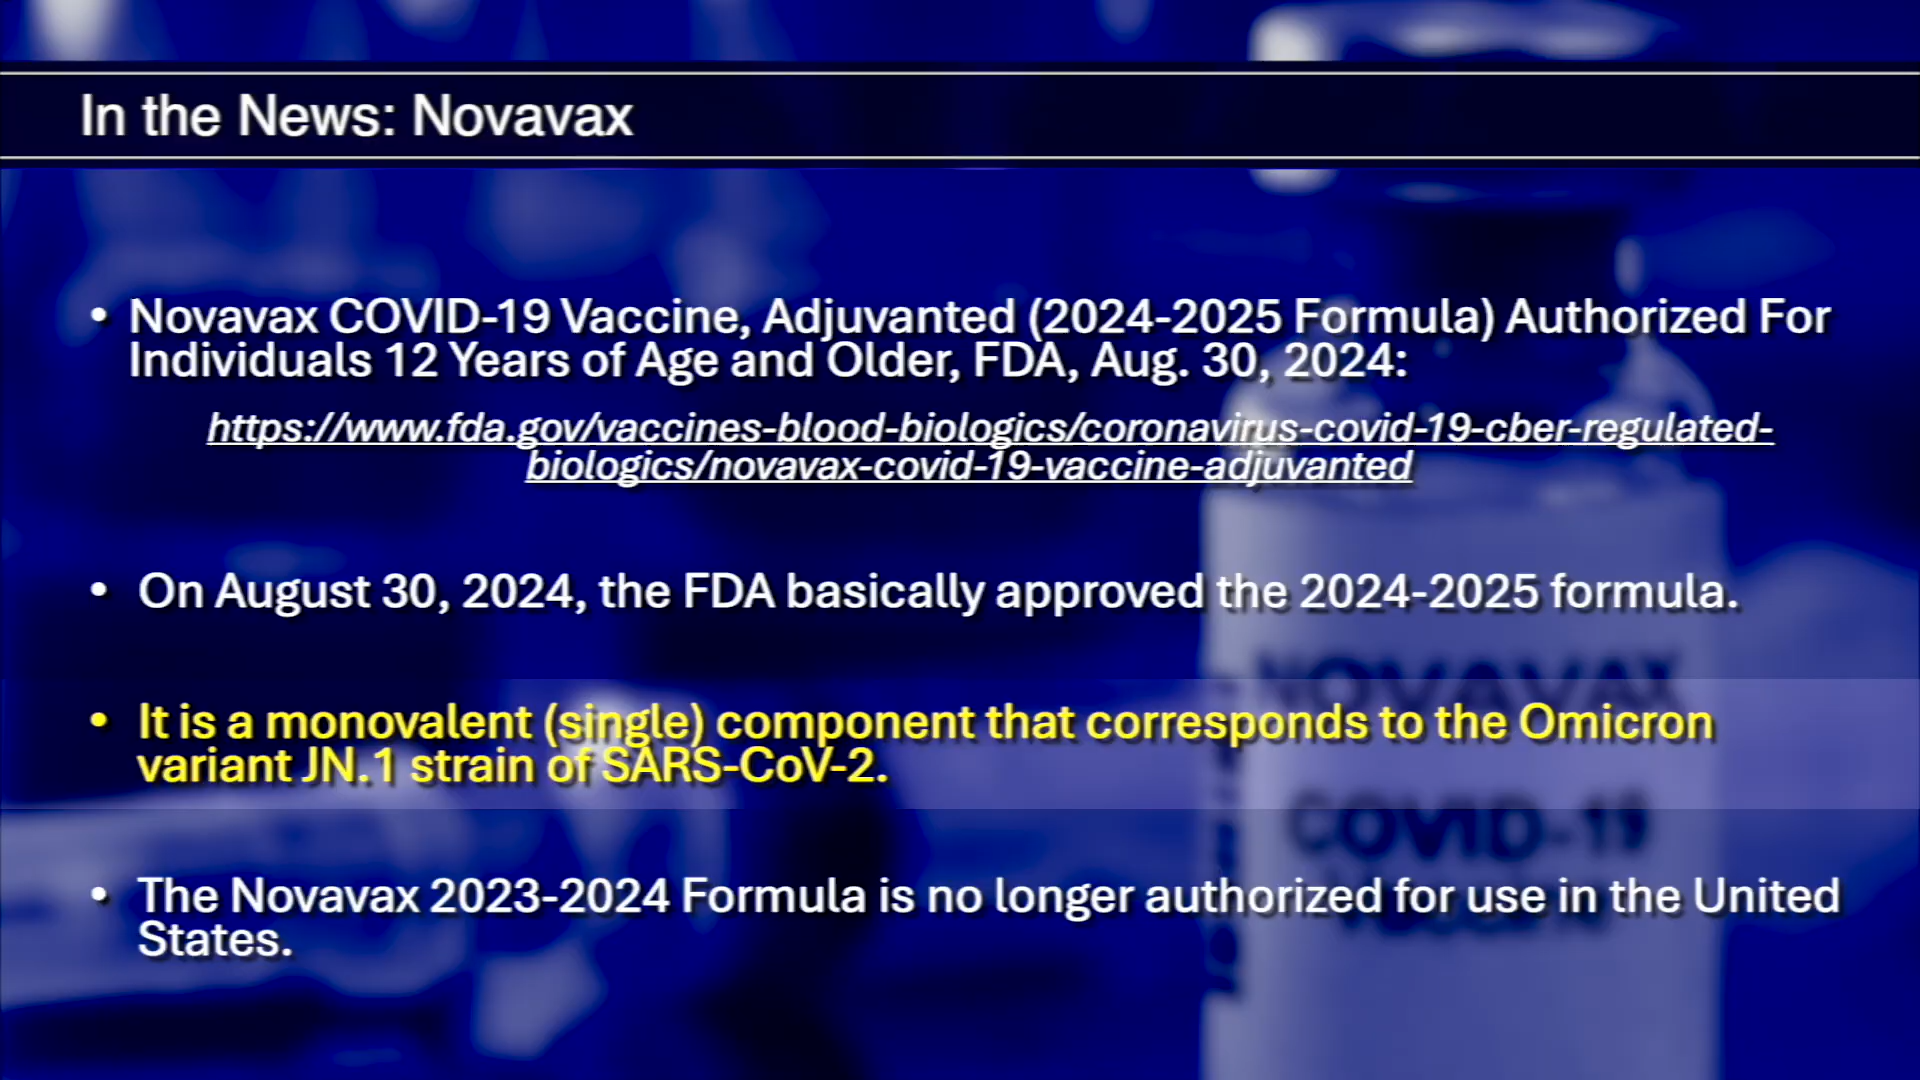 In the News: Novavax
• Novavax COVID-19 Vaccine, Adjuvanted (2024-2025 Formula) Authorized For
Individuals 12 Years of Age and Older, FDA, Aug. 30, 2024:
https://www.fda.gov/vaccines-blood-biologics/coronavirus-covid-19-cber-regulated-
biologics/novavax-covid-19-vaccine-adjuvanted
• On August 30, 2024, the FDA basically approved the 2024-2025 formula.
NOVAVAX
• It is a monovalent (single) component that corresponds to the Omicron
variant JN.1 strain of SARS-CoV-2.
COVID-19
• The Novavax 2023-2024 Formula is no longer authorized for use in the United
States.